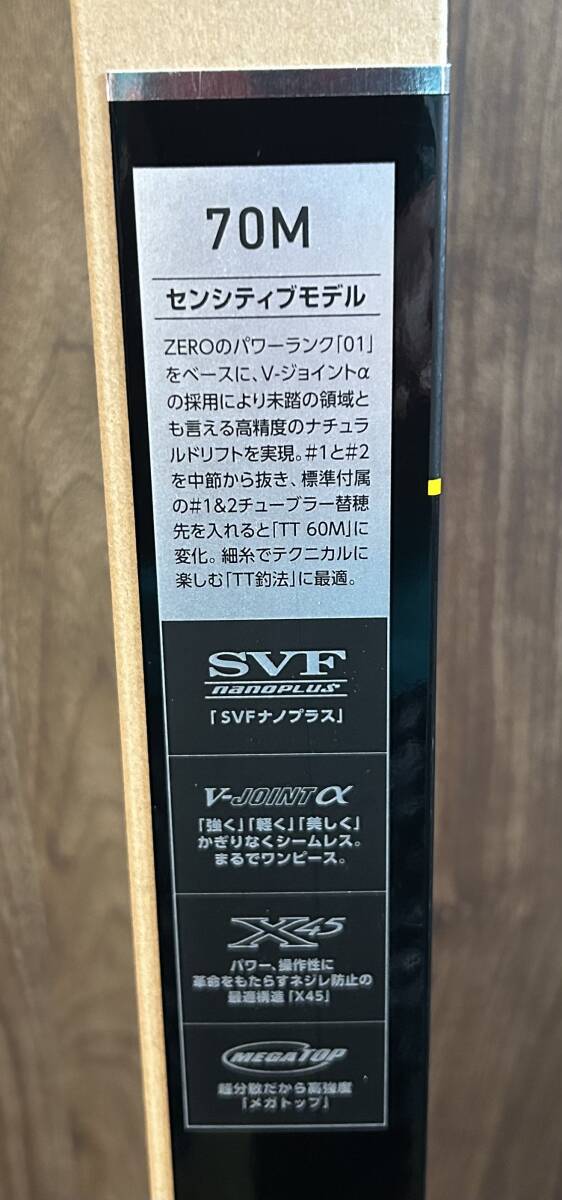 70M
センシティブモデル
ZEROのパワーランク「01」
をベースに、V-ジョイントα
の採用により未踏の領域と
も言える高精度のナチュラ
ルドリフトを実現。#1と#2
を中節から抜き、標準付属
の#1&2チューブラー替穂
先を入れると「TT 60M」に
変化。細糸でテクニカルに
楽しむ「TT釣法」に最適。
SVF
nanoplus
「SVFナノプラス」
V-JOINT α
「強く」「軽く」「美しく」
かぎりなくシームレス。
まるでワンピース。
X45
パワー、操作性に
革命をもたらすネジレ防止の
最適構造「X45」
MEGATOP
超分散だから高強度
「メガトップ」